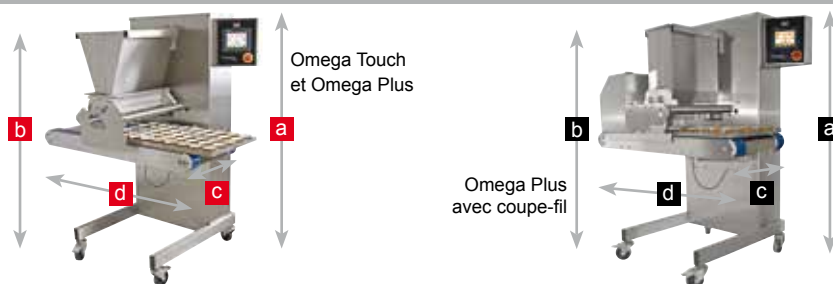 Omega Touch
et Omega Plus
b
a
d
c
Omega Plus
avec coupe-fil
b
a
d
c